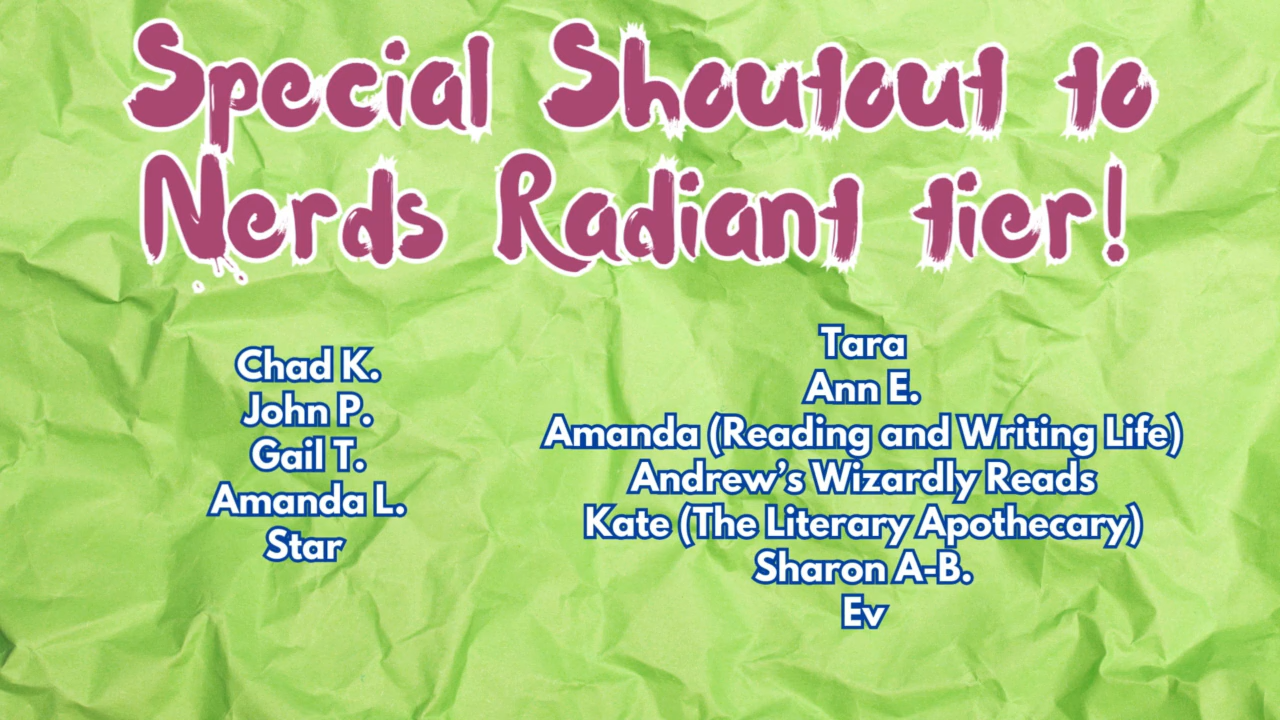 Special Shoutout to
Nerds Radiant tier!
Chad K.
John P.
Gail T.
Amanda L.
Star
Tara
Ann E.
Amanda (Reading and Writing Life)
Andrew’s Wizardly Reads
Kate (The Literary Apothecary)
Sharon A-B.
Ev